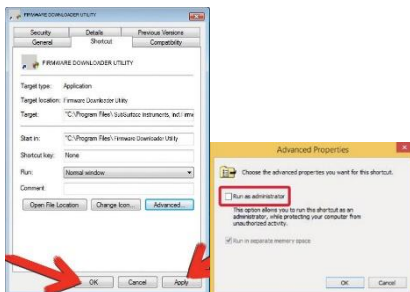 FIRMWARE DOWNLOADER UTILITY
Security Details Previous Versions
General Shortcut Compatibility
FIRMWARE DOWNLOADER UTILITY
Target type: Application
Target location: Firmware Downloader Utility
Target: "C:\Program Files\ SubSurface Instruments, Inc\ Firmw
Start in: "C:\Program Files\ Firmware Downloader Utility
Shortcut key: None
Run: Normal window
Comment:
Open File Location Change Icon... Advanced...
OK Cancel Apply
Advanced Properties
Choose the advanced properties you want for this shortcut.
Run as administrator
This option allows you to run this shortcut as an
administrator, while protecting your computer from
unauthorized activity.
Run in separate memory space
OK Cancel